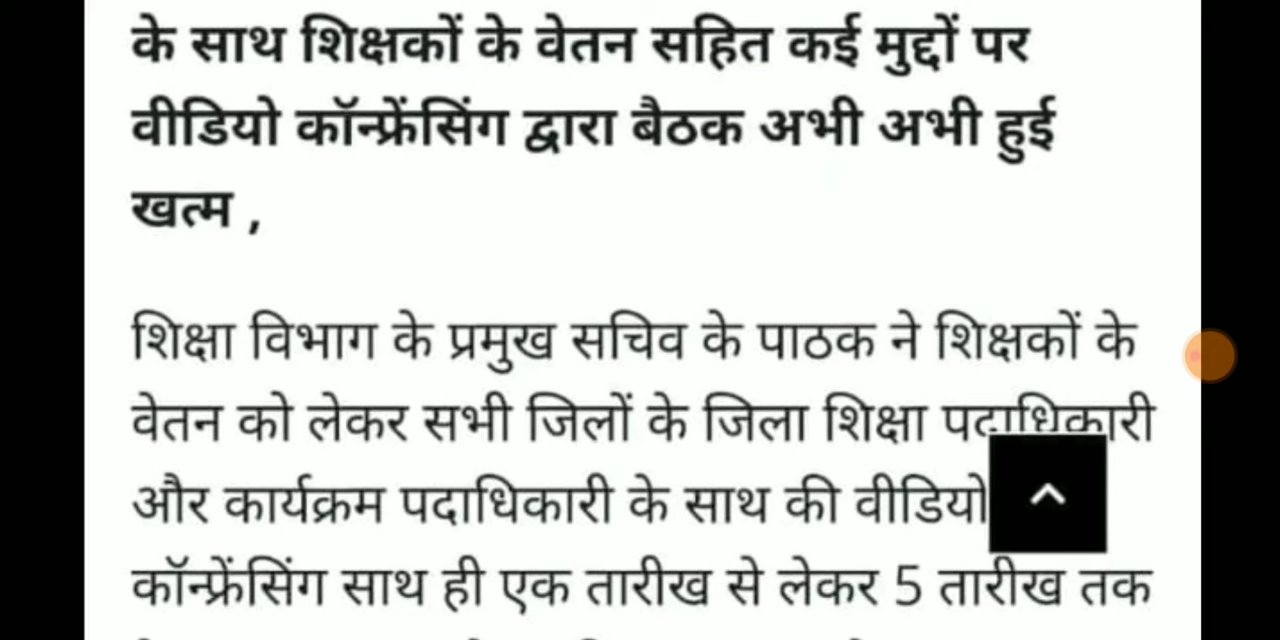 के साथ शिक्षकों के वेतन सहित कई मुद्दों पर
वीडियो कॉन्फ्रेंसिंग द्वारा बैठक अभी अभी हुई
खत्म ,
शिक्षा विभाग के प्रमुख सचिव के पाठक ने शिक्षकों के
वेतन को लेकर सभी जिलों के जिला शिक्षा पदाधिकारी
और कार्यक्रम पदाधिकारी के साथ की वीडियो
कॉन्फ्रेंसिंग साथ ही एक तारीख से लेकर 5 तारीख तक